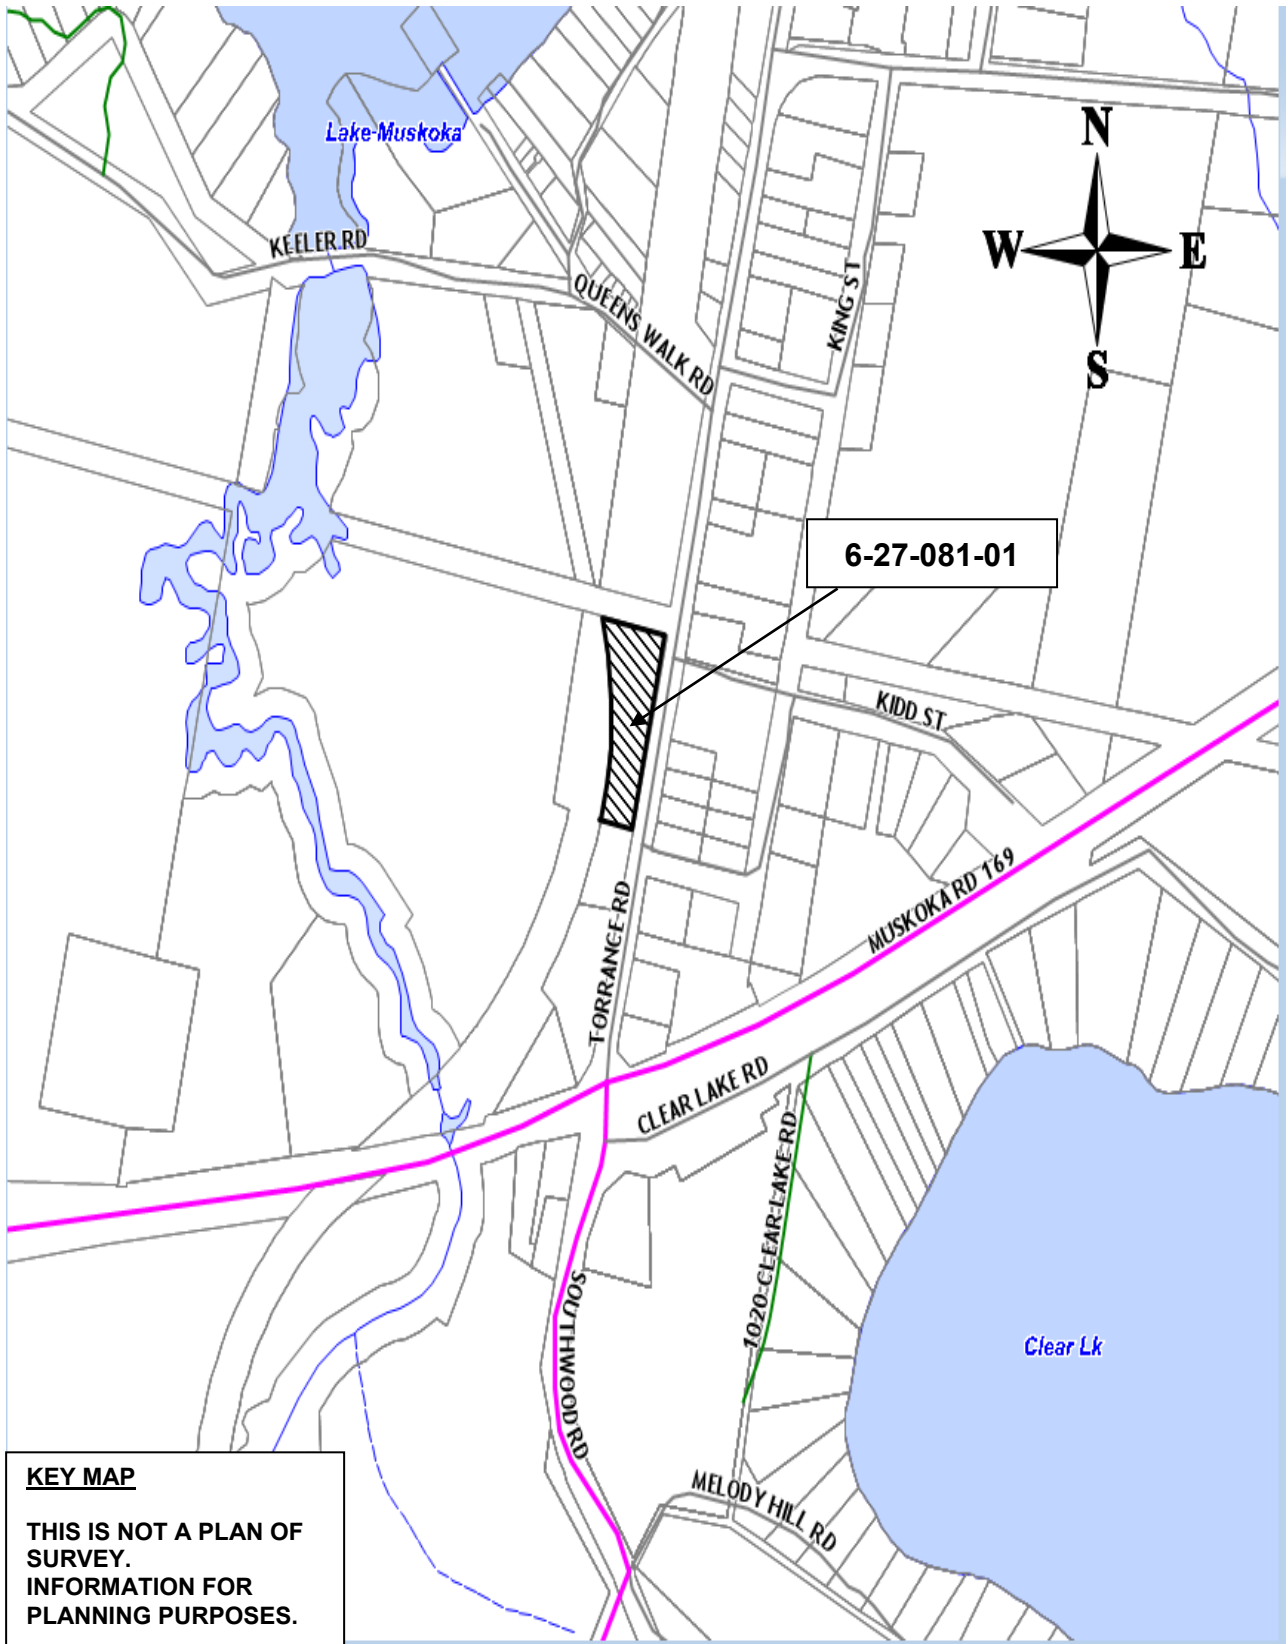 Lake-Muskoka
N
W
E
S
KEELER RD
QUEENS WALK RD
KING ST
6-27-081-01
KIDD ST
MUSKOKA RD 169
TORRANCE RD
CLEAR LAKE RD
1020-CLEAR-LAKE-RD
SOUTHWOOD RD
Clear Lk
MELODY HILL RD
KEY MAP
THIS IS NOT A PLAN OF
SURVEY.
INFORMATION FOR
PLANNING PURPOSES.